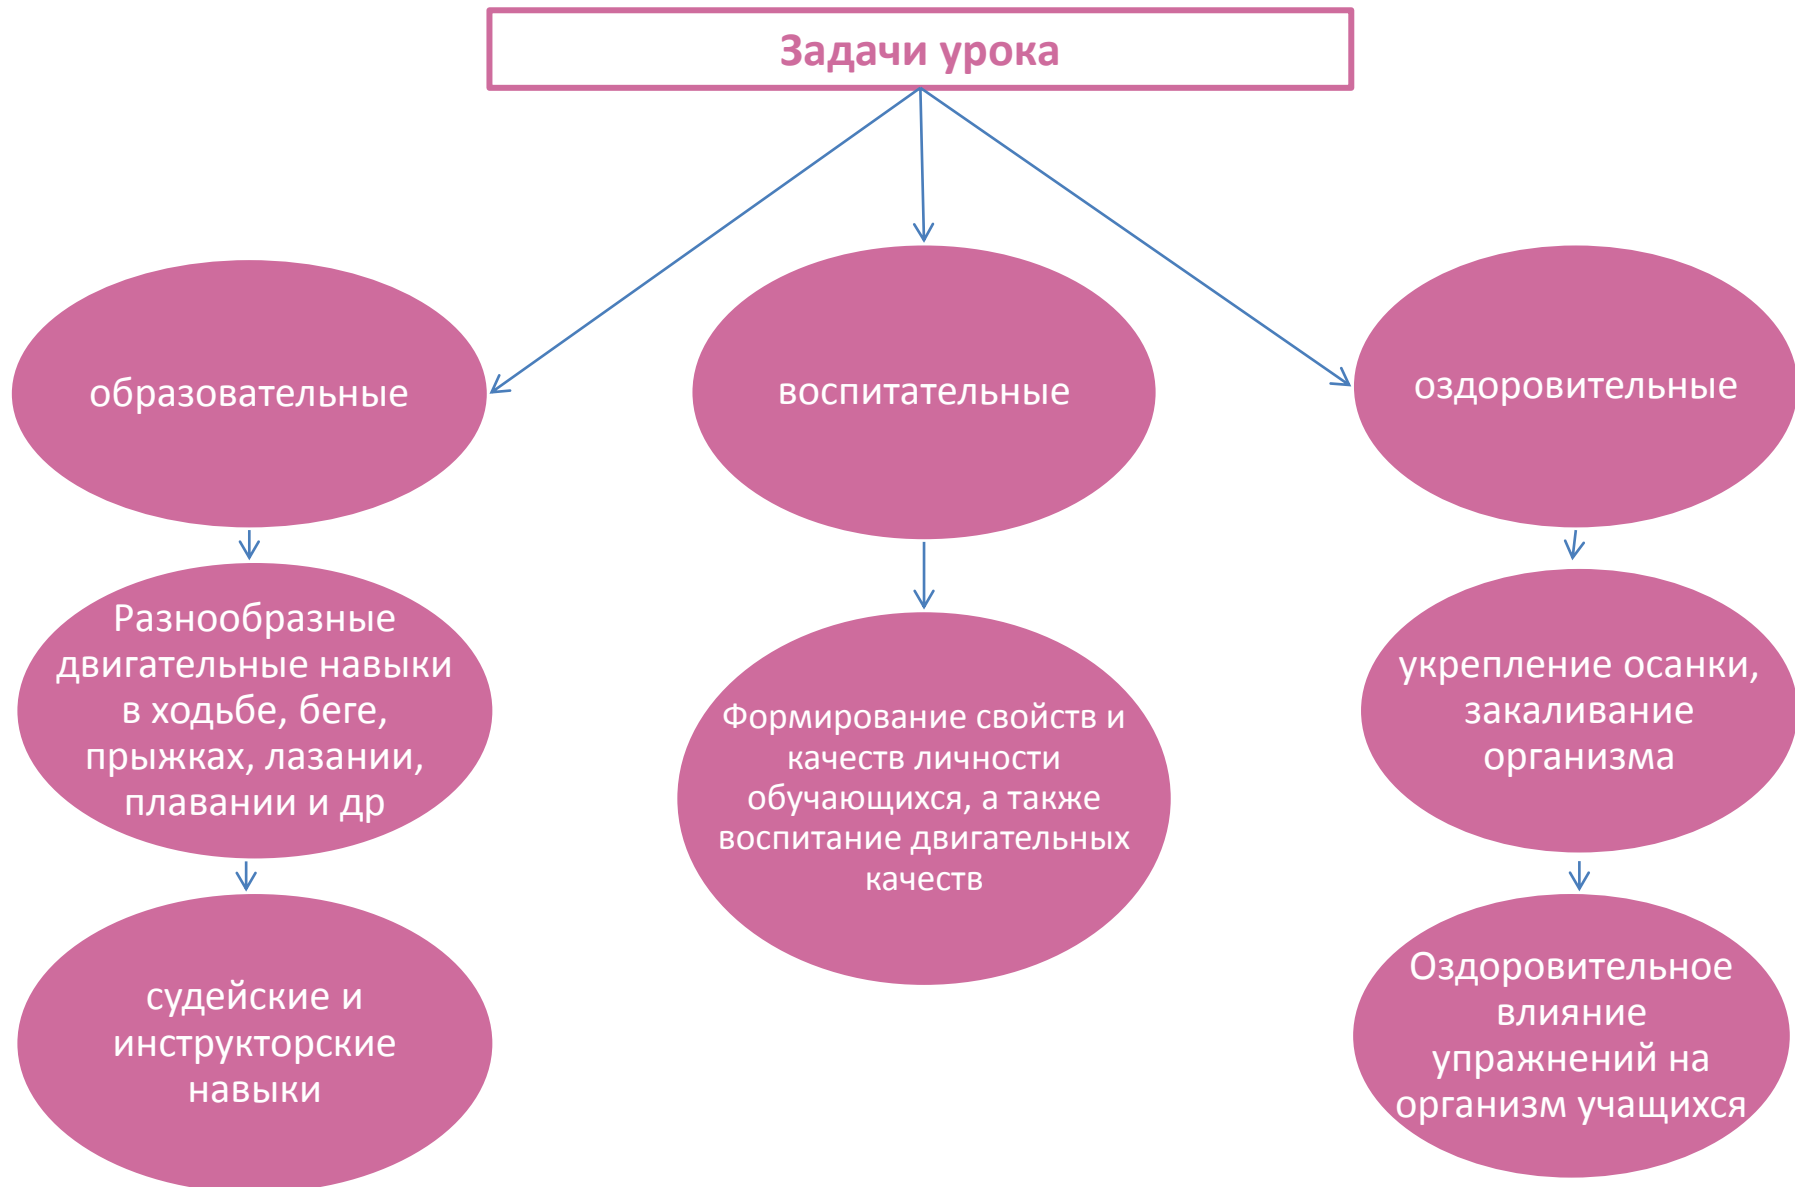 Задачи урока
образовательные
воспитательные
оздоровительные
Разнообразные
двигательные навыки
в ходьбе, беге,
прыжках, лазании,
плавании и др
Формирование свойств и
качеств личности
обучающихся, а также
воспитание двигательных
качеств
укрепление осанки,
закаливание
организма
судейские и
инструкторские
навыки
Оздоровительное
влияние
упражнений на
организм учащихся